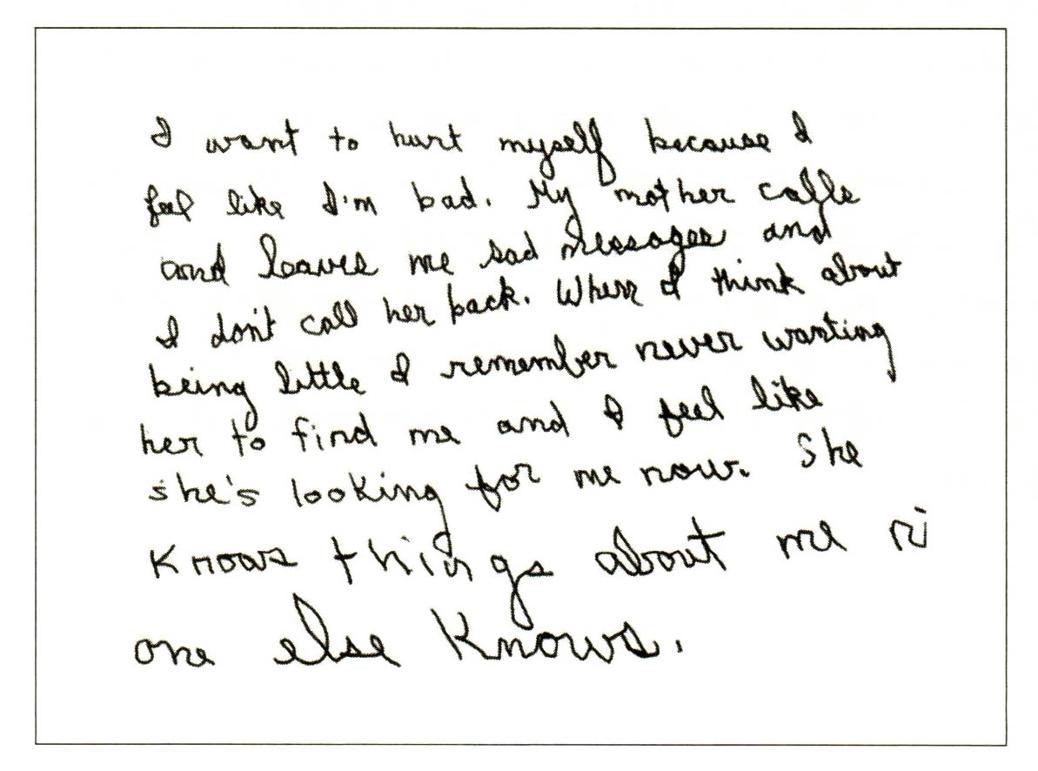 I want to hurt myself because I
feel like I'm bad. My mother calls
and leaves me sad messages and
I don't call her back. When I think about
being little I remember never wanting
her to find me and I feel like
she's looking for me now. She
knows things about me
one else knows.